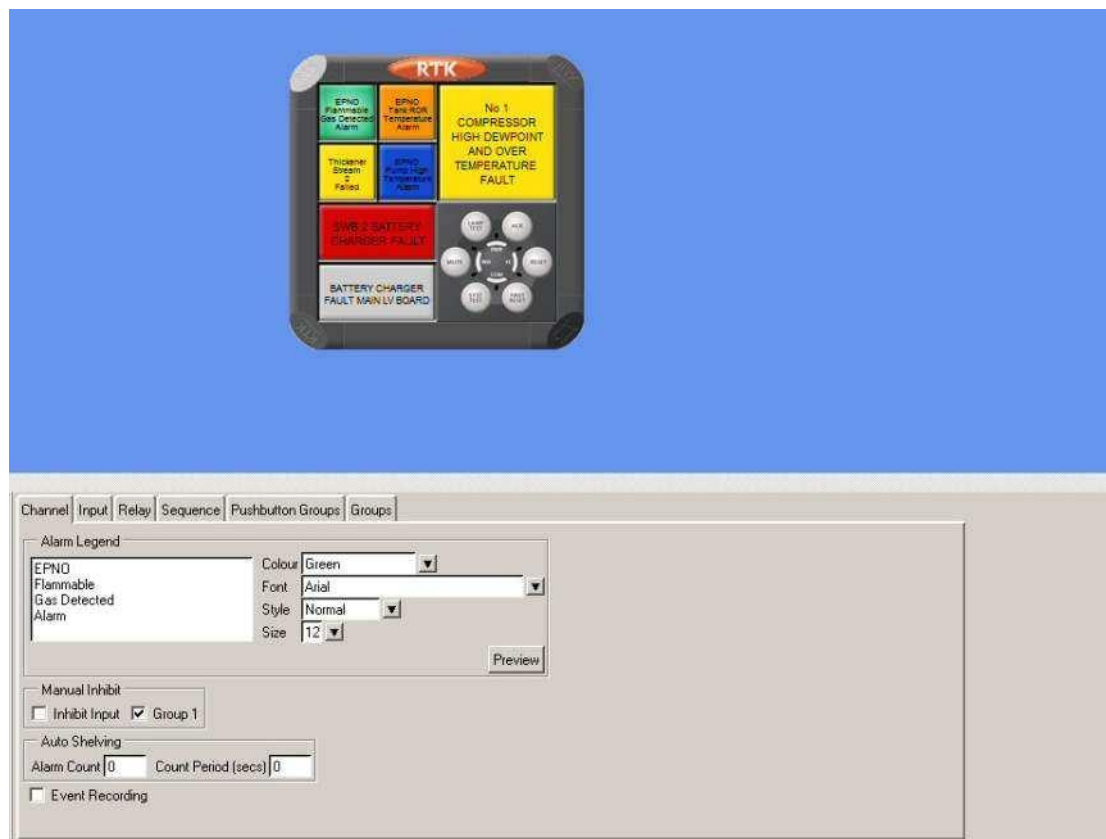 RTK
EPNO
Flammable
Gas Detected
Alarm
EPNO
Tank ROR
Temperature
Alarm
No 1
COMPRESSOR
HIGH DEWPOINT
AND OVER
TEMPERATURE
FAULT
Thickener
Stream
2
Failed
EPNO
Pump High
Temperature
Alarm
SWB 2 BATTERY
CHARGER FAULT
BATTERY CHARGER
FAULT MAIN LV BOARD
LAMP
TEST
ACK
MUTE
RESET
COM
RTK
Channel Input Relay Sequence Pushbutton Groups Groups
Alarm Legend
EPNO
Flammable
Gas Detected
Alarm
Colour Green
Font Arial
Style Normal
Size 12
Preview
Manual Inhibit
Inhibit Input Group 1
Auto Shelving
Alarm Count 0 Count Period (secs) 0
Event Recording